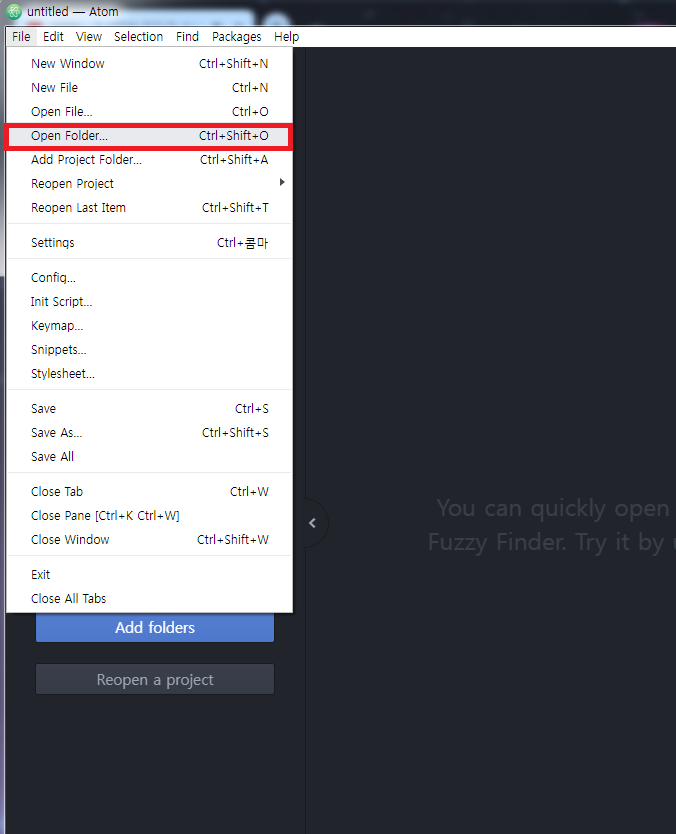 untitled — Atom
File Edit View Selection Find Packages Help
New Window Ctrl+Shift+N
New File Ctrl+N
Open File... Ctrl+O
Open Folder... Ctrl+Shift+O
Add Project Folder... Ctrl+Shift+A
Reopen Project
Reopen Last Item Ctrl+Shift+T
Settings Ctrl+콤마
Config...
Init Script...
Keymap...
Snippets...
Stylesheet...
Save Ctrl+S
Save As... Ctrl+Shift+S
Save All
Close Tab Ctrl+W
Close Pane [Ctrl+K Ctrl+W]
Close Window Ctrl+Shift+W
Exit
Close All Tabs
You can quickly open
Fuzzy Finder. Try it by
Add folders
Reopen a project